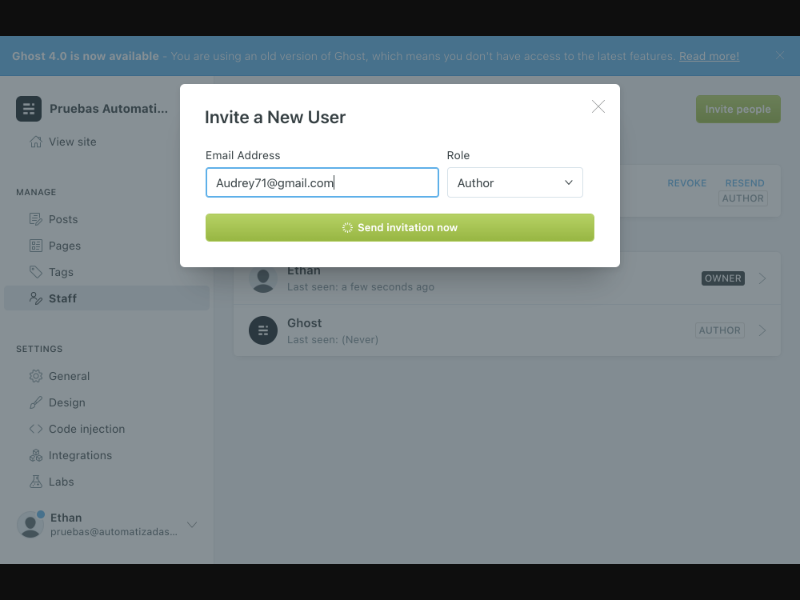 Ghost 4.0 is now available - You are using an old version of Ghost, which means you don't have access to the latest features. Read more!
Pruebas Automati...
View site
MANAGE
Posts
Pages
Tags
Staff
SETTINGS
General
Design
Code injection
Integrations
Labs
Ethan
pruebas@automatizadas...
Invite people
REVOKE RESEND
AUTHOR
Invite a New User
Email Address Role
Audrey71@gmail.com Author
Send invitation now
Ethan
Last seen: a few seconds ago
OWNER
Ghost
Last seen: (Never)
AUTHOR